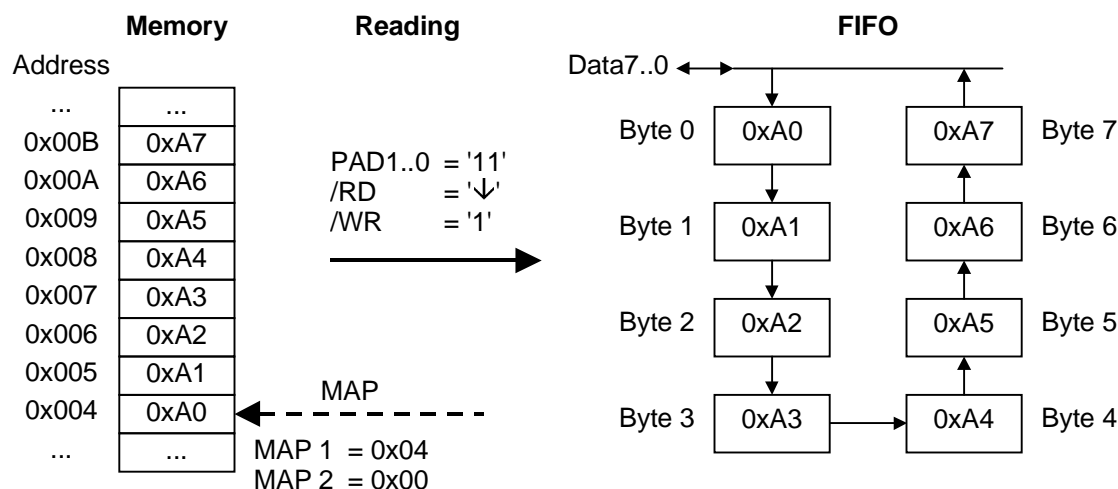 Memory
Reading
FIFO
Address
Data7..0
... ...
0x00B 0xA7
0x00A 0xA6
0x009 0xA5
0x008 0xA4
0x007 0xA3
0x006 0xA2
0x005 0xA1
0x004 0xA0
... ...
PAD1..0 = '11'
/RD = '↓'
/WR = '1'
MAP
MAP 1 = 0x04
MAP 2 = 0x00
Byte 0 0xA0 0xA7 Byte 7
Byte 1 0xA1 0xA6 Byte 6
Byte 2 0xA2 0xA5 Byte 5
Byte 3 0xA3 0xA4 Byte 4